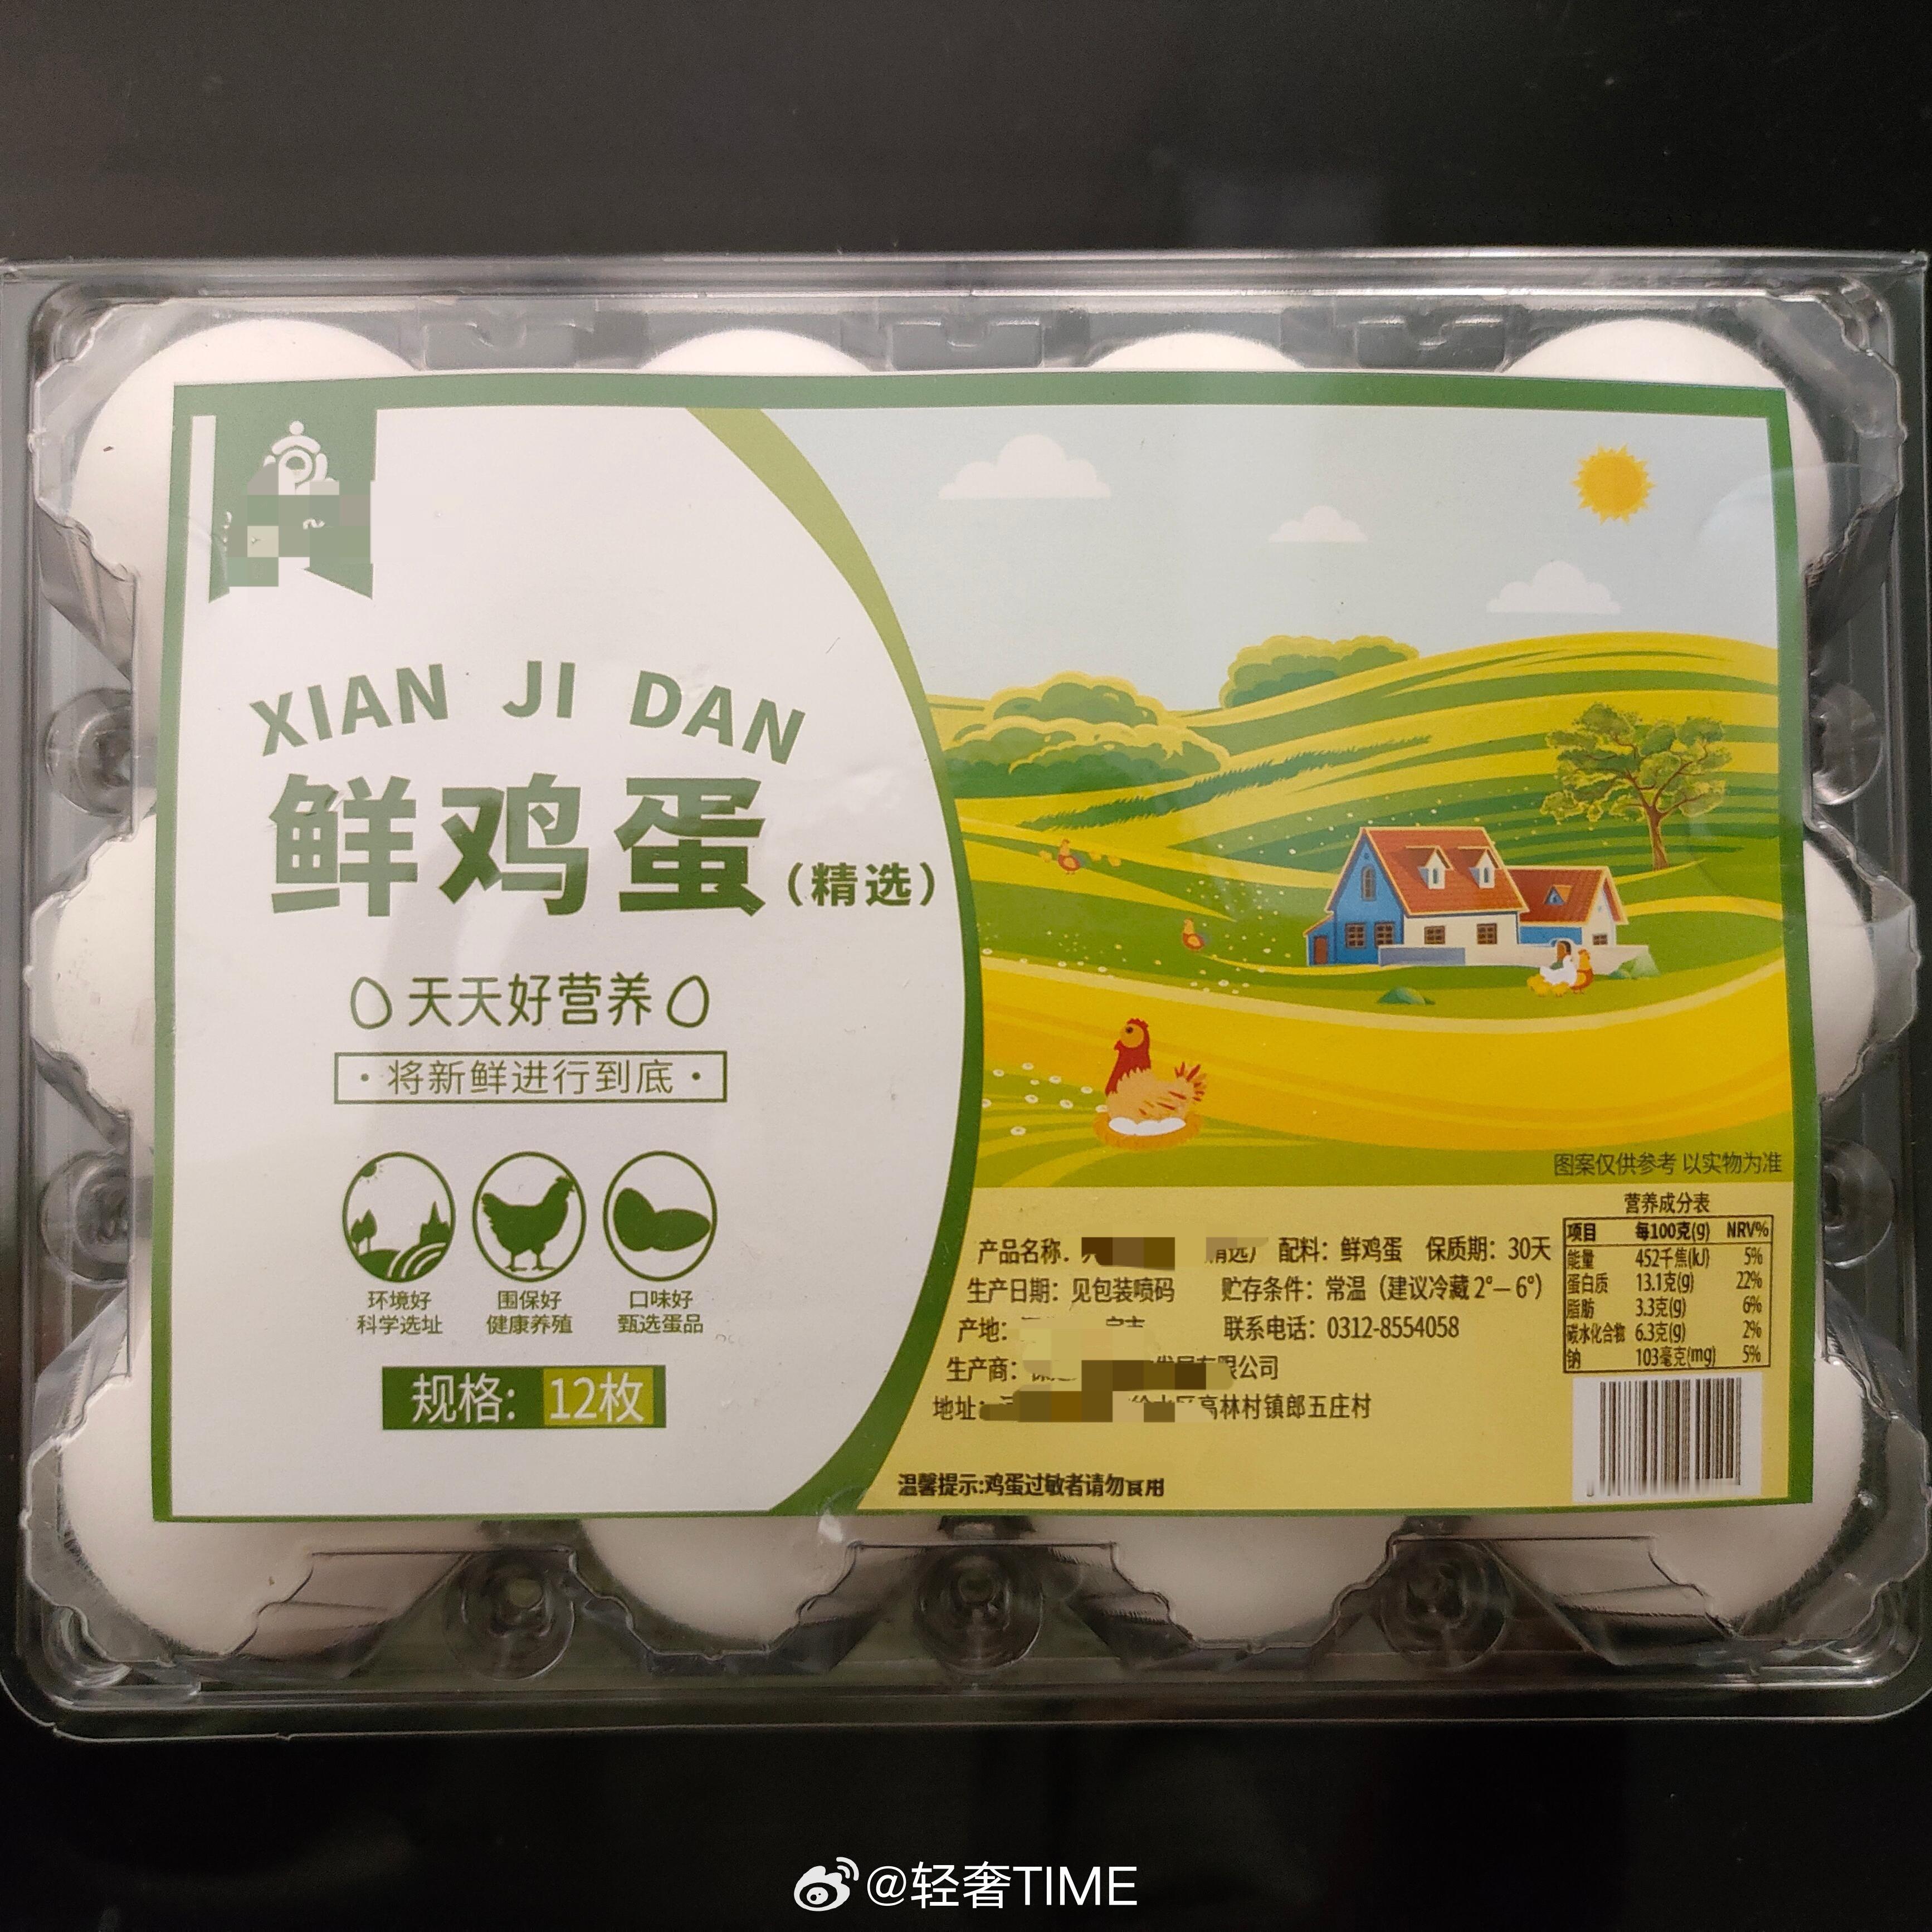 XIAN JI DAN
鲜鸡蛋(精选)
天天好营养
·将新鲜进行到底·
环境好 围保好 口味好
科学选址 健康养殖 甄选蛋品
规格: 12枚
图案仅供参考 以实物为准
产品名称: 精选) 配料: 鲜鸡蛋 保质期: 30天
生产日期: 见包装喷码 贮存条件: 常温 (建议冷藏 2°—6°)
产地: 联系电话: 0312-8554058
生产商: 发展有限公司
地址: 徐水区高林村镇郎五庄村
温馨提示:鸡蛋过敏者请勿食用
营养成分表
项目 每100克(g) NRV%
能量 452千焦(kJ) 5%
蛋白质 13.1克(g) 22%
脂肪 3.3克(g) 6%
碳水化合物 6.3克(g) 2%
钠 103毫克(mg) 5%
@轻奢TIME